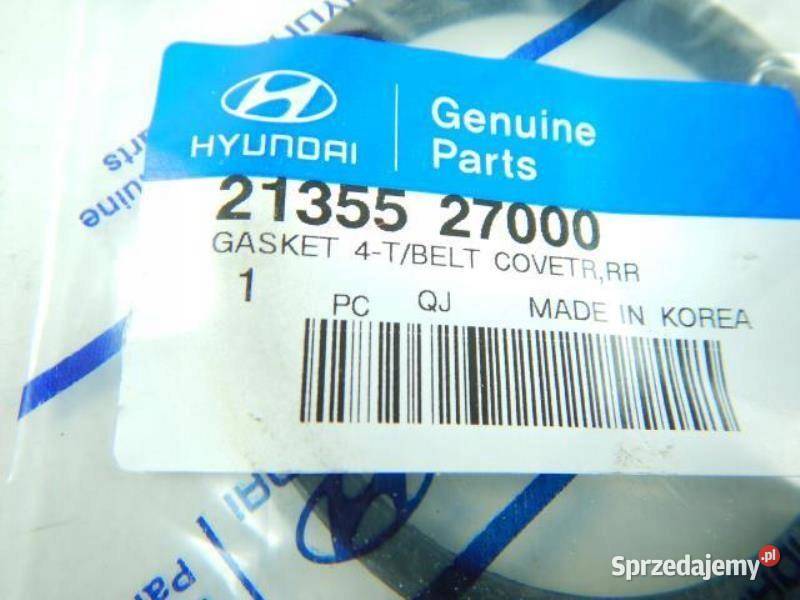 HYUNDAI
Genuine
Parts
21355 27000
GASKET 4-T/BELT COVETR,RR
1 PC QJ MADE IN KOREA
Sprzedajemy.pl